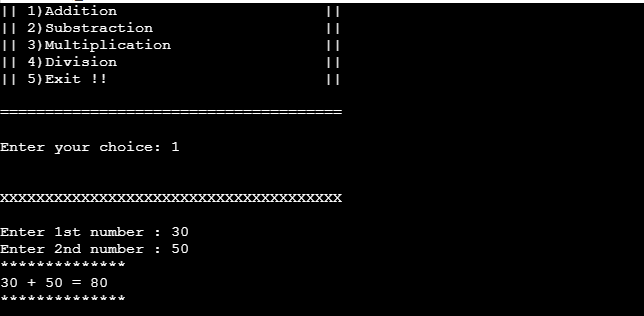 || 1)Addition ||
|| 2)Substraction ||
|| 3)Multiplication ||
|| 4)Division ||
|| 5)Exit !! ||
======================================
Enter your choice: 1
XXXXXXXXXXXXXXXXXXXXXXXXXXXXXXXXXXXXXX
Enter 1st number : 30
Enter 2nd number : 50
**************
30 + 50 = 80
**************